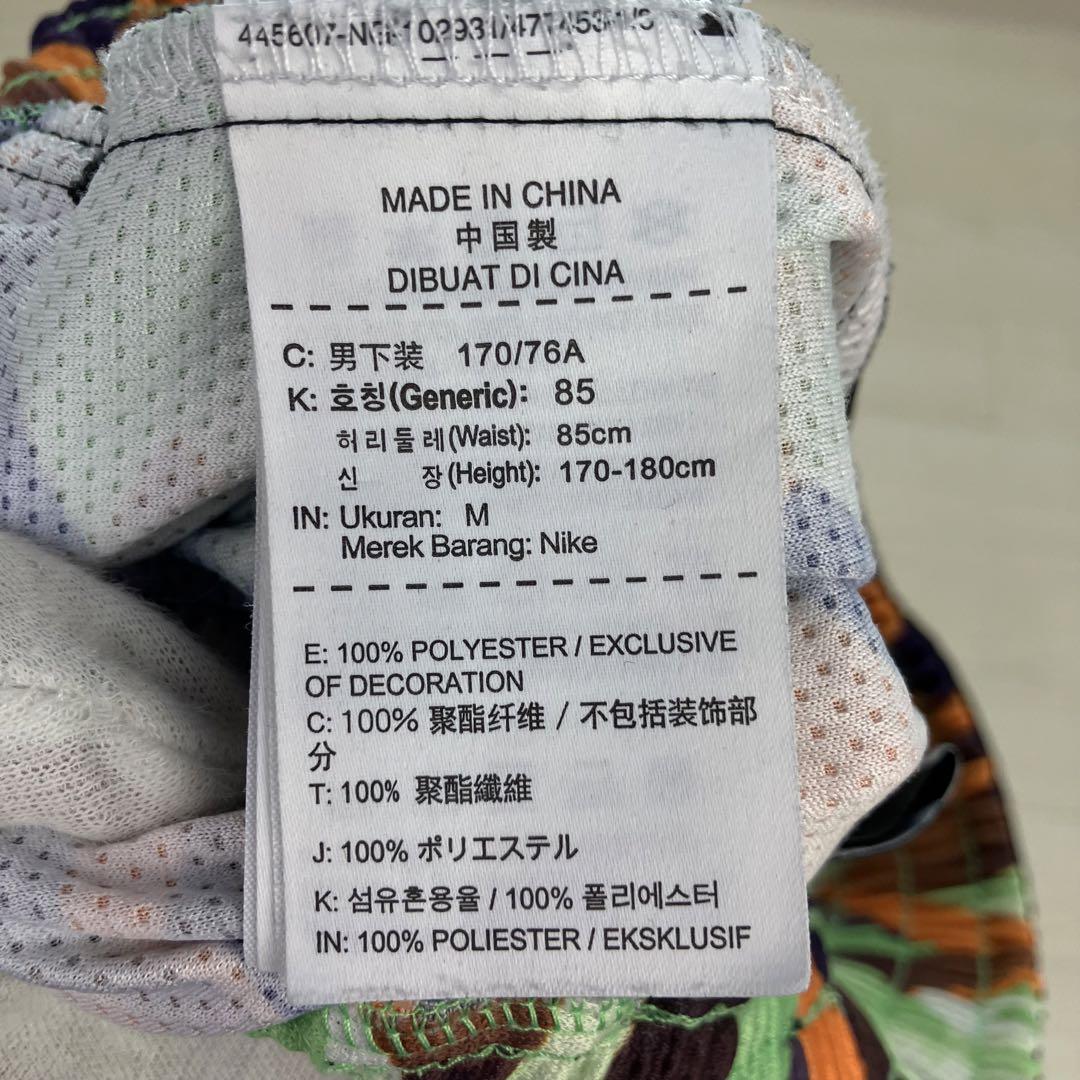 MADE IN CHINA
中国製
DIBUAT DI CINA
C: 男下装 170/76A
K: 호칭(Generic): 85
허리둘레(Waist): 85cm
신 장(Height): 170-180cm
IN: Ukuran: M
Merek Barang: Nike
E: 100% POLYESTER / EXCLUSIVE
OF DECORATION
C: 100% 聚酯纤维 / 不包括装饰部
分
T: 100% 聚酯纖維
J: 100% ポリエステル
K: 섬유혼용율 / 100% 폴리에스터
IN: 100% POLIESTER / EKSKLUSIF